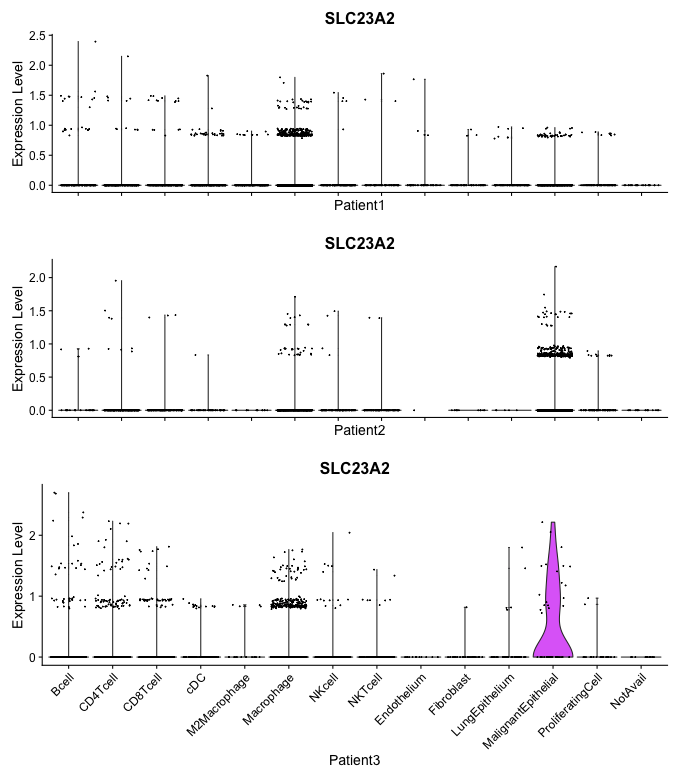 SLC23A2
Expression Level
2.5
2.0
1.5
1.0
0.5
0.0
Patient1
SLC23A2
Expression Level
2.0
1.5
1.0
0.5
0.0
Patient2
SLC23A2
Expression Level
2
1
0
Bcell
CD4Tcell
CD8Tcell
cDC
M2Macrophage
Macrophage
NKcell
NKTcell
Endothelium
Fibroblast
LungEpithelium
MalignantEpithelial
ProliferatingCell
NotAvail
Patient3